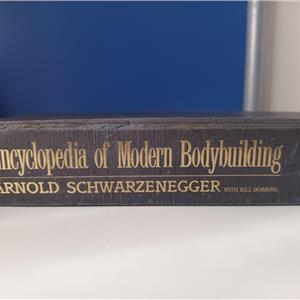 ncyclopedia of Modern Bodybuilding
ARNOLD SCHWARZENEGGER WITH BILL DOBBINS